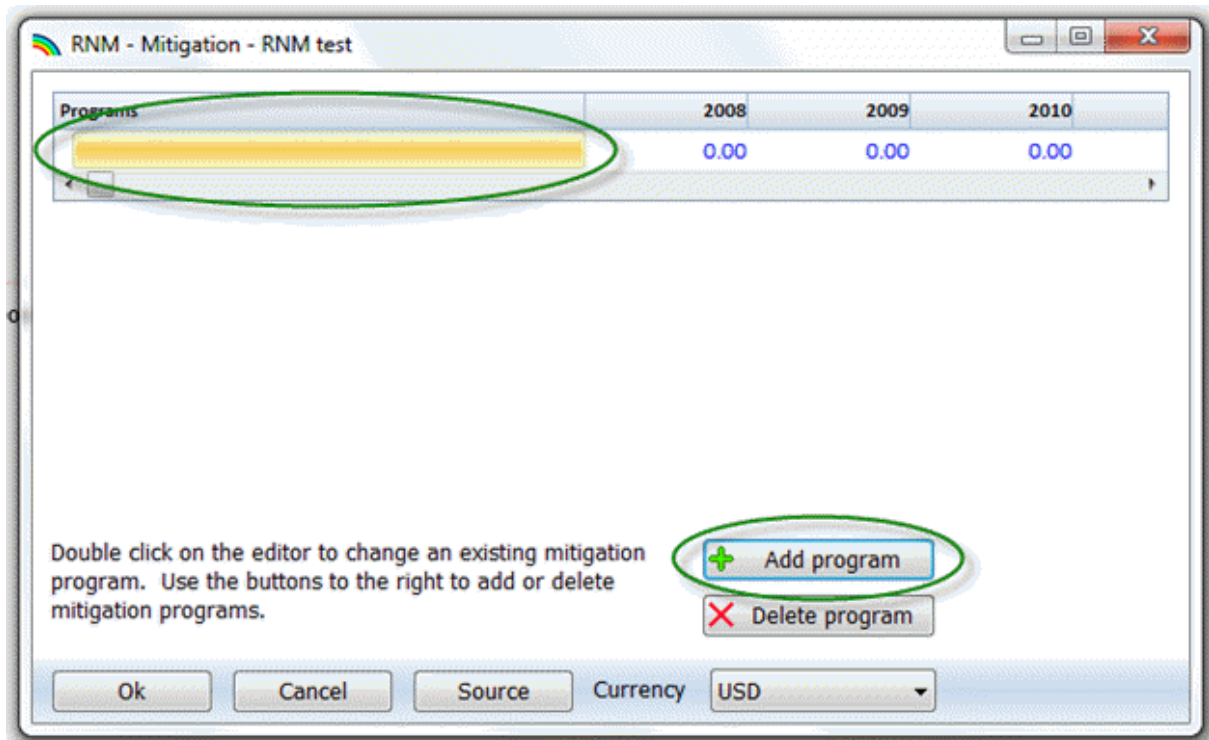 RNM - Mitigation - RNM test
Programs 2008 2009 2010
0.00 0.00 0.00
Double click on the editor to change an existing mitigation
program. Use the buttons to the right to add or delete
mitigation programs.
Add program
Delete program
Ok Cancel Source Currency USD